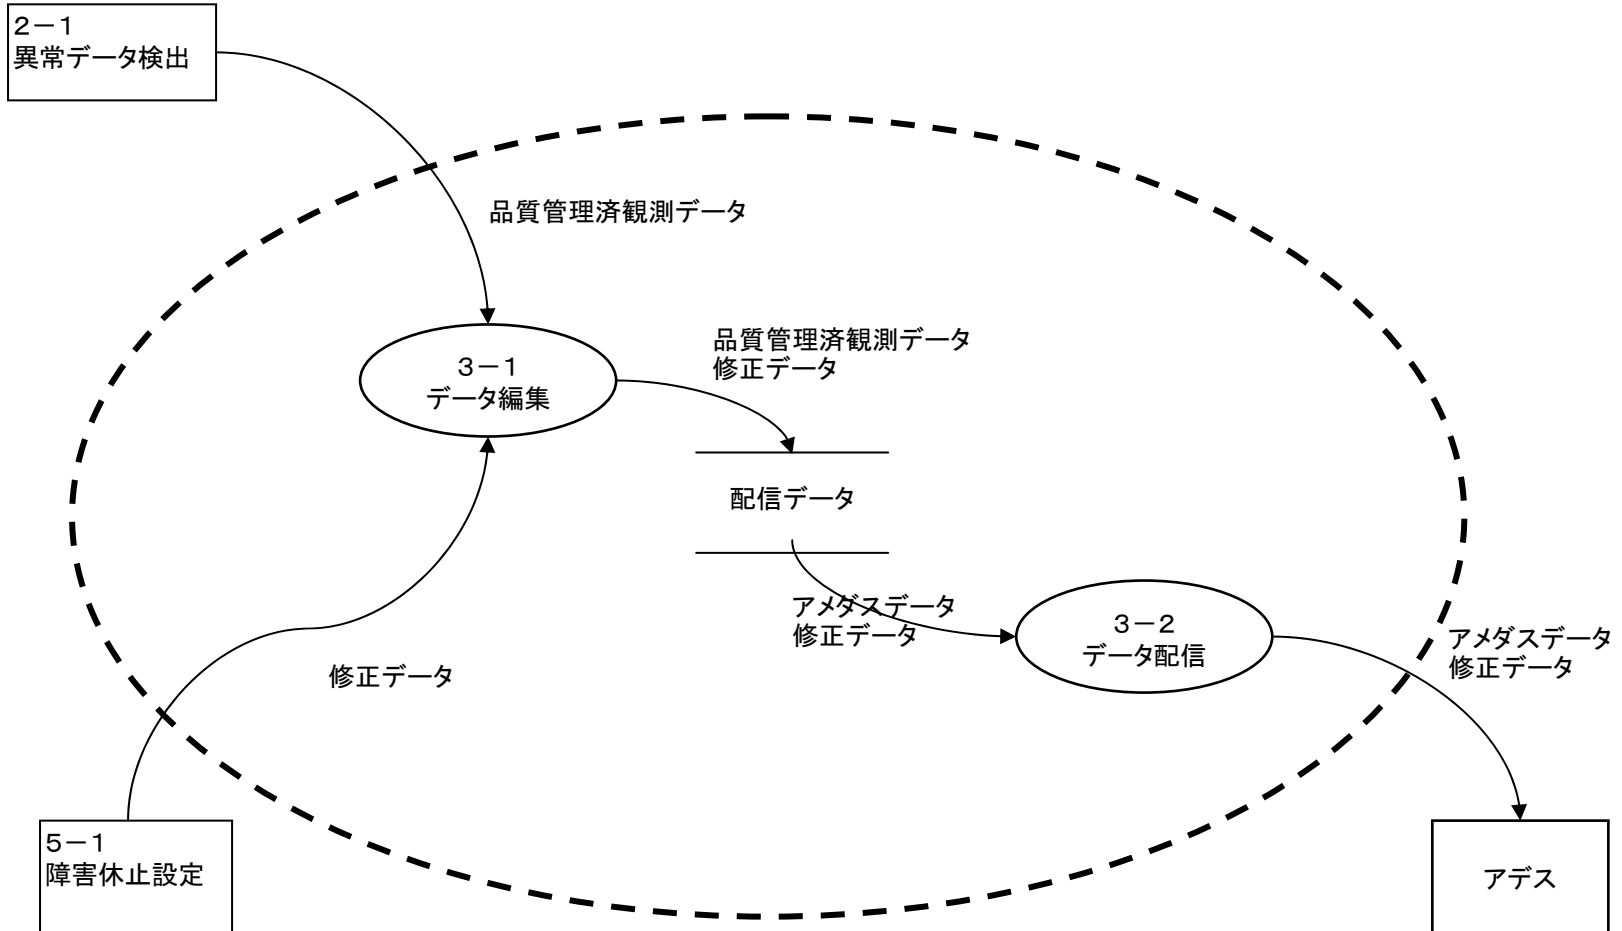 2－1
異常データ検出
品質管理済観測データ
品質管理済観測データ
修正データ
3－1
データ編集
配信データ
アメダスデータ
修正データ
3－2
データ配信
アメダスデータ
修正データ
修正データ
5－1
障害休止設定
アデス